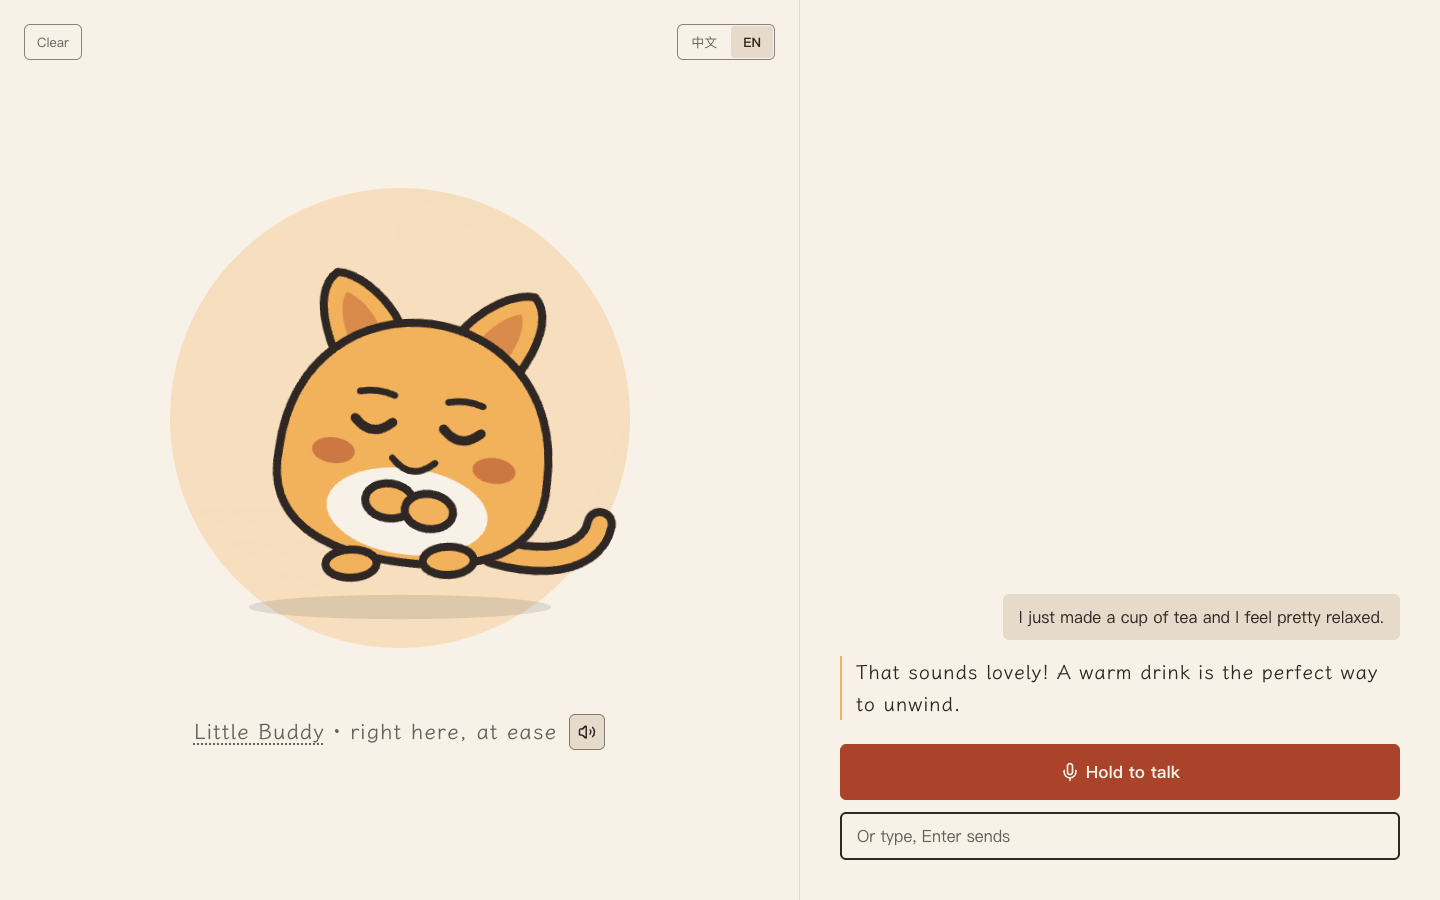 Clear
中文 EN
Little Buddy • right here, at ease
I just made a cup of tea and I feel pretty relaxed.
That sounds lovely! A warm drink is the perfect way
to unwind.
Hold to talk
Or type, Enter sends